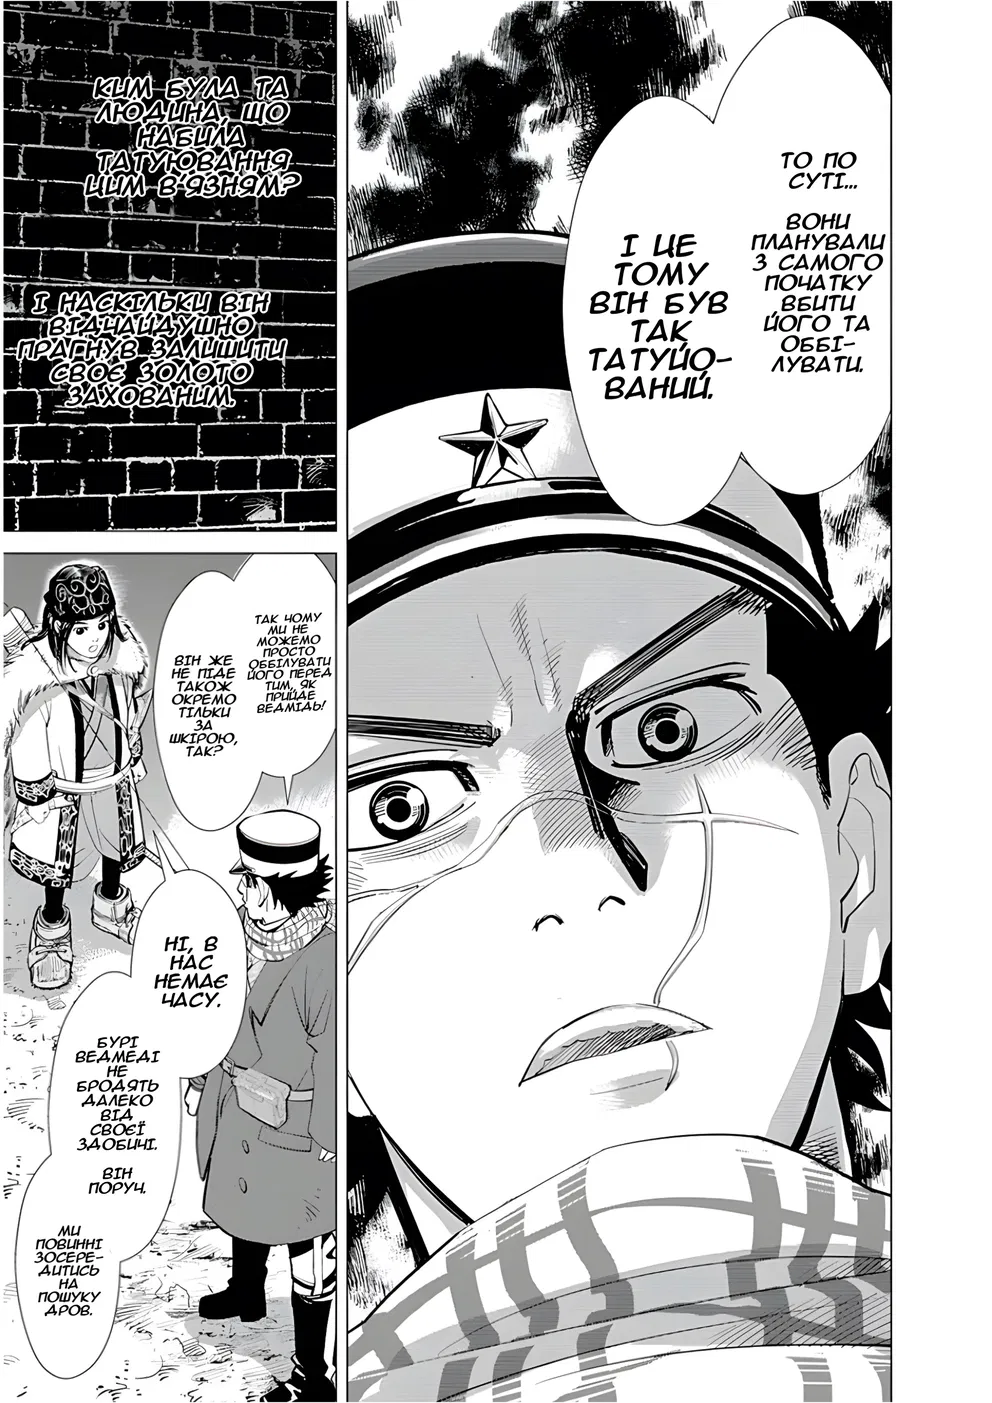 ТО ПО
СУТІ...
ВОНИ
ПЛАНУВАЛИ
З САМОГО
ПОЧАТКУ
ВБИТИ
ЙОГО ТА
ОББІ-
ЛУВАТИ.
І ЦЕ
ТОМУ
ВІН БУВ
ТАК
ТАТУЙО-
ВАНИЙ.
КИМ БУЛА ТА
ЛЮДИНА, ЩО
НАБИЛА
ТАТУЮВАННЯ
ЦИМ В'ЯЗНЯМ?
І НАСКІЛЬКИ ВІН
ВІДЧАЙДУШНО
ПРАГНУВ ЗАЛИШИТИ
СВОЄ ЗОЛОТО
ЗАХОВАНИМ.
ТАК ЧОМУ
МИ НЕ
МОЖЕМО
ПРОСТО
ОББІЛУВАТИ
ЙОГО ПЕРЕД
ТИМ, ЯК
ПРИЙДЕ
ВЕДМІДЬ!
ВІН ЖЕ
НЕ ПІДЕ
ТАКОЖ
ОКРЕМО
ТІЛЬКИ
ЗА
ШКІРОЮ,
ТАК?
НІ, В
НАС
НЕМАЄ
ЧАСУ.
БУРІ
ВЕДМЕДІ
НЕ
БРОДЯТЬ
ДАЛЕКО
ВІД
СВОЄЇ
ЗДОБИЧІ.
ВІН
ПОРУЧ.
МИ
ПОВИННІ
ЗОСЕРЕ-
ДИТИСЬ
НА
ПОШУКУ
ДРОВ.